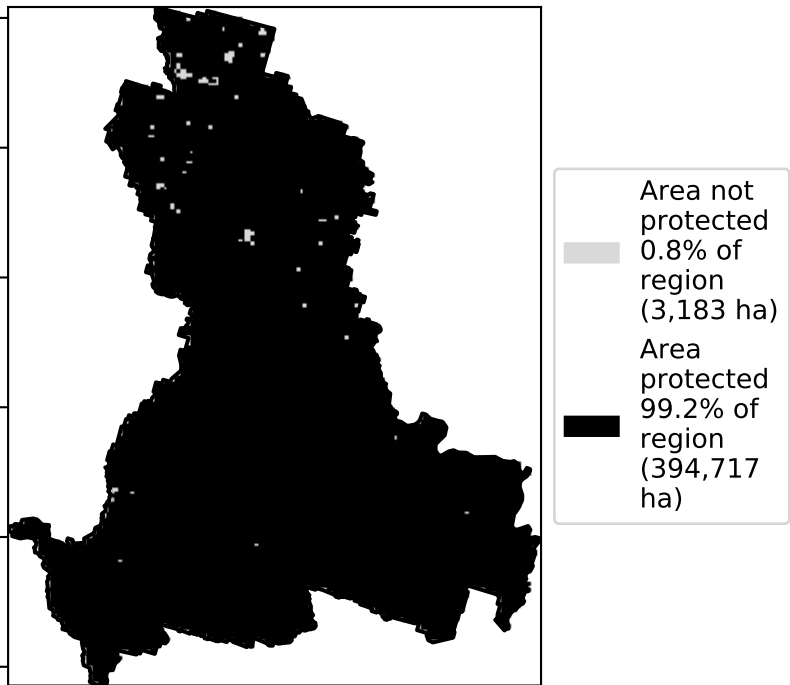 Area not
protected
0.8% of
region
(3,183 ha)
Area
protected
99.2% of
region
(394,717
ha)